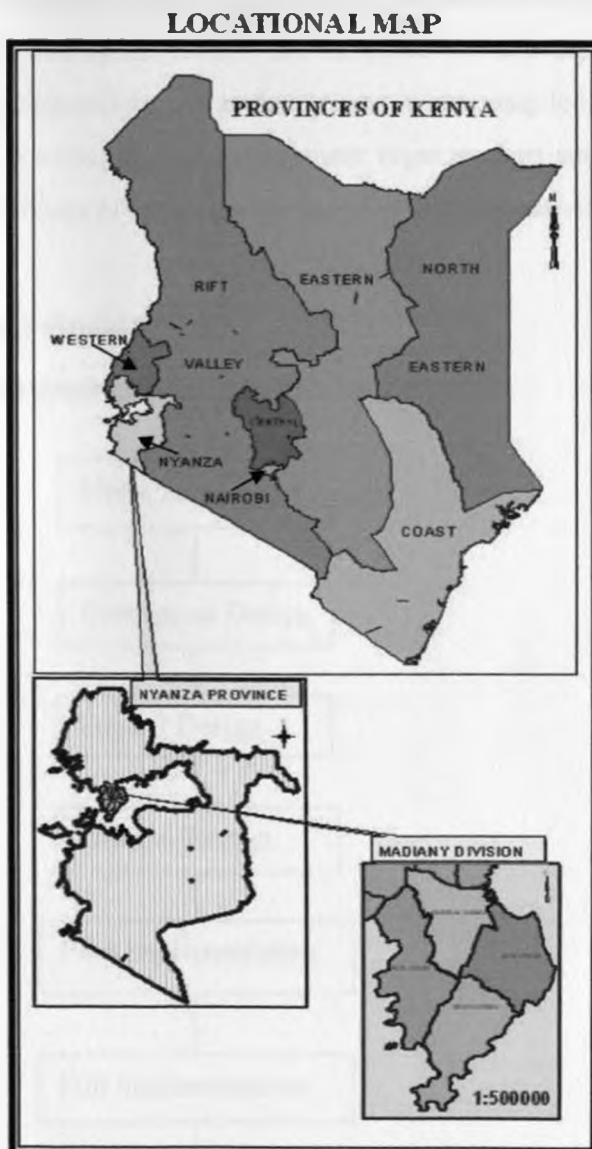 LOCATIONAL MAP
PROVINCES OF KENYA
N
RIFT
EASTERN
NORTH
WESTERN
VALLEY
EASTERN
CENTRAL
NYANZA
NAIROBI
COAST
NYANZA PROVINCE
MADIANY DIVISION
1:500000